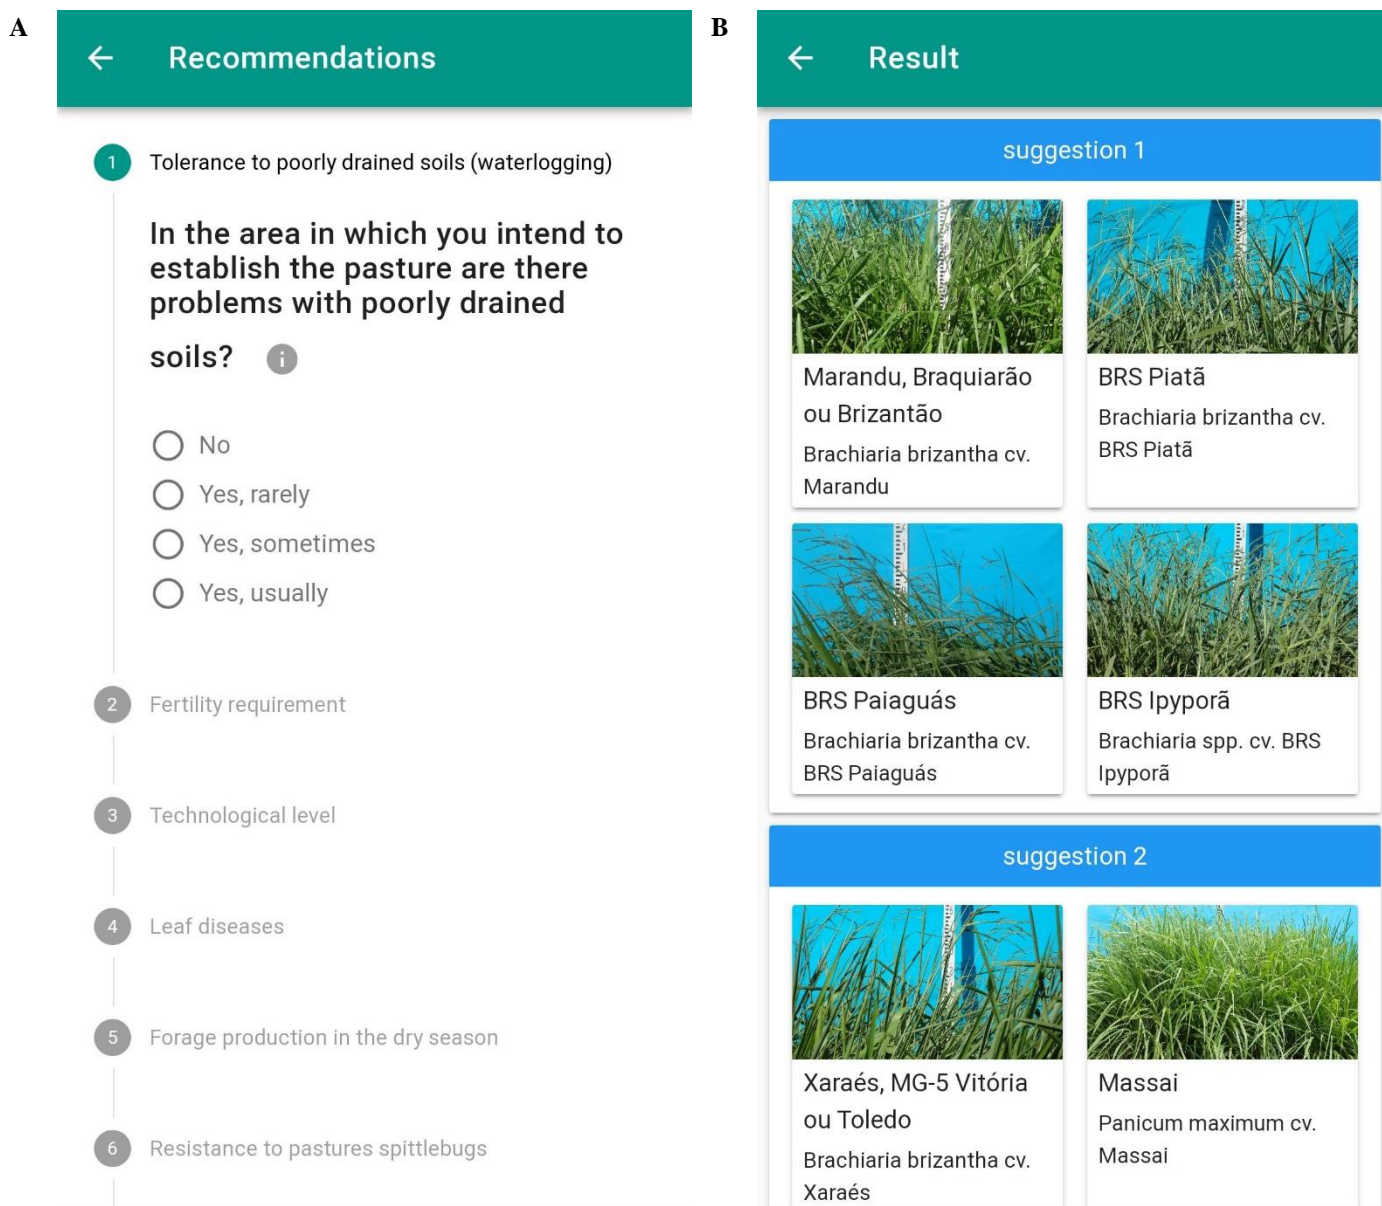 A
Recommendations
1 Tolerance to poorly drained soils (waterlogging)
In the area in which you intend to
establish the pasture are there
problems with poorly drained
soils? i
No
Yes, rarely
Yes, sometimes
Yes, usually
2 Fertility requirement
3 Technological level
4 Leaf diseases
5 Forage production in the dry season
6 Resistance to pastures spittlebugs
B
Result
suggestion 1
Marandu, Braquiarão
ou Brizantão
Brachiaria brizantha cv.
Marandu
BRS Piatã
Brachiaria brizantha cv.
BRS Piatã
BRS Paiaguás
Brachiaria brizantha cv.
BRS Paiaguás
BRS Ipyporã
Brachiaria spp. cv. BRS
Ipyporã
suggestion 2
Xaraés, MG-5 Vitória
ou Toledo
Brachiaria brizantha cv.
Xaraés
Massai
Panicum maximum cv.
Massai